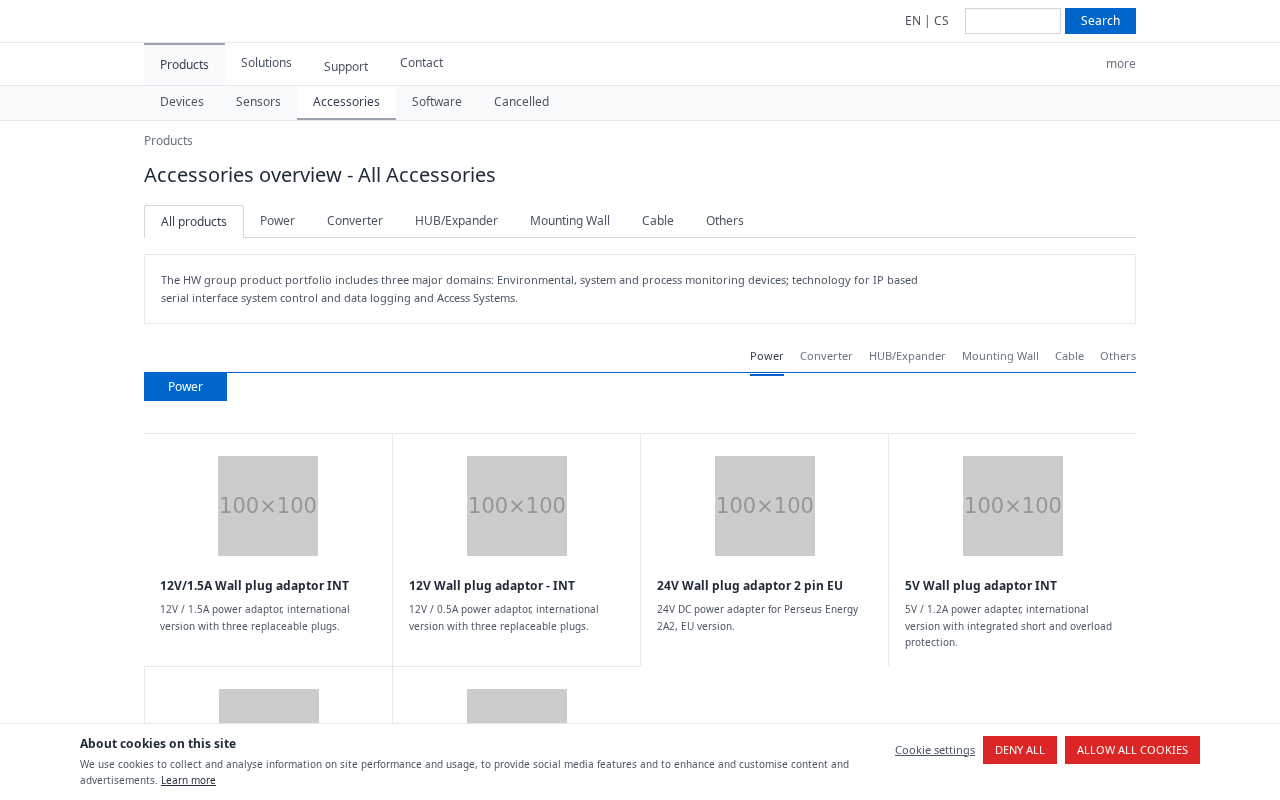 EN | CS
Search
Products
Solutions
Support
Contact
more
Devices
Sensors
Accessories
Software
Cancelled
Products
Accessories overview - All Accessories
All products
Power
Converter
HUB/Expander
Mounting Wall
Cable
Others
The HW group product portfolio includes three major domains: Environmental, system and process monitoring devices; technology for IP based
serial interface system control and data logging and Access Systems.
Power
Converter
HUB/Expander
Mounting Wall
Cable
Others
Power
100×100
100×100
100×100
100×100
12V/1.5A Wall plug adaptor INT
12V / 1.5A power adaptor, international
version with three replaceable plugs.
12V Wall plug adaptor - INT
12V / 0.5A power adaptor, international
version with three replaceable plugs.
24V Wall plug adaptor 2 pin EU
24V DC power adapter for Perseus Energy
2A2, EU version.
5V Wall plug adaptor INT
5V / 1.2A power adapter, international
version with integrated short and overload
protection.
About cookies on this site
We use cookies to collect and analyse information on site performance and usage, to provide social media features and to enhance and customise content and
advertisements. Learn more
Cookie settings
DENY ALL
ALLOW ALL COOKIES